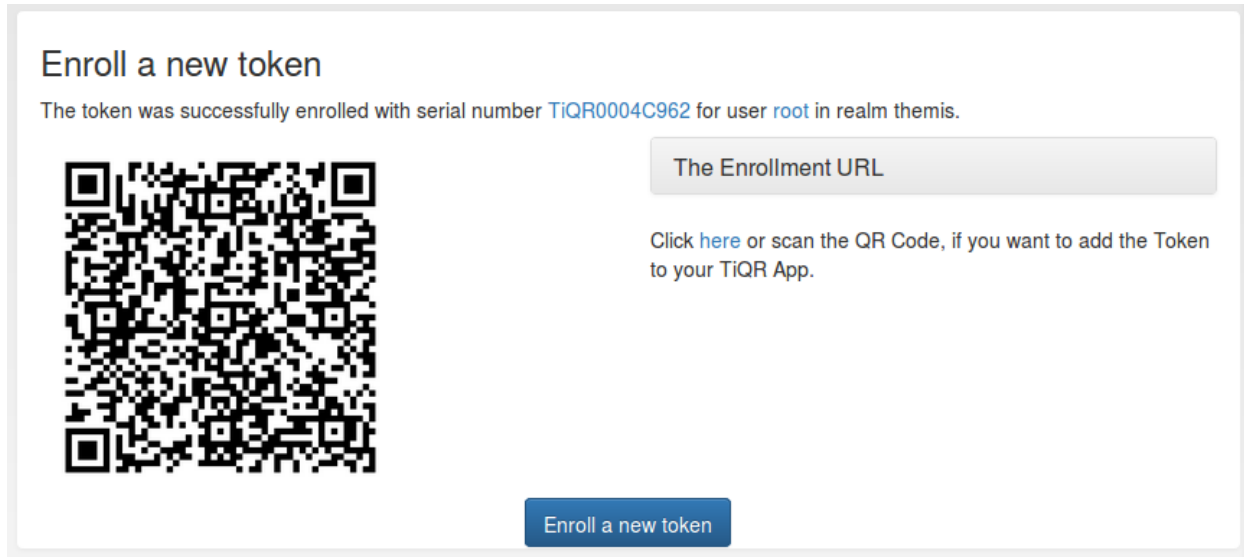 Enroll a new token
The token was successfully enrolled with serial number TiQR0004C962 for user root in realm themis.
The Enrollment URL
Click here or scan the QR Code, if you want to add the Token
to your TiQR App.
Enroll a new token